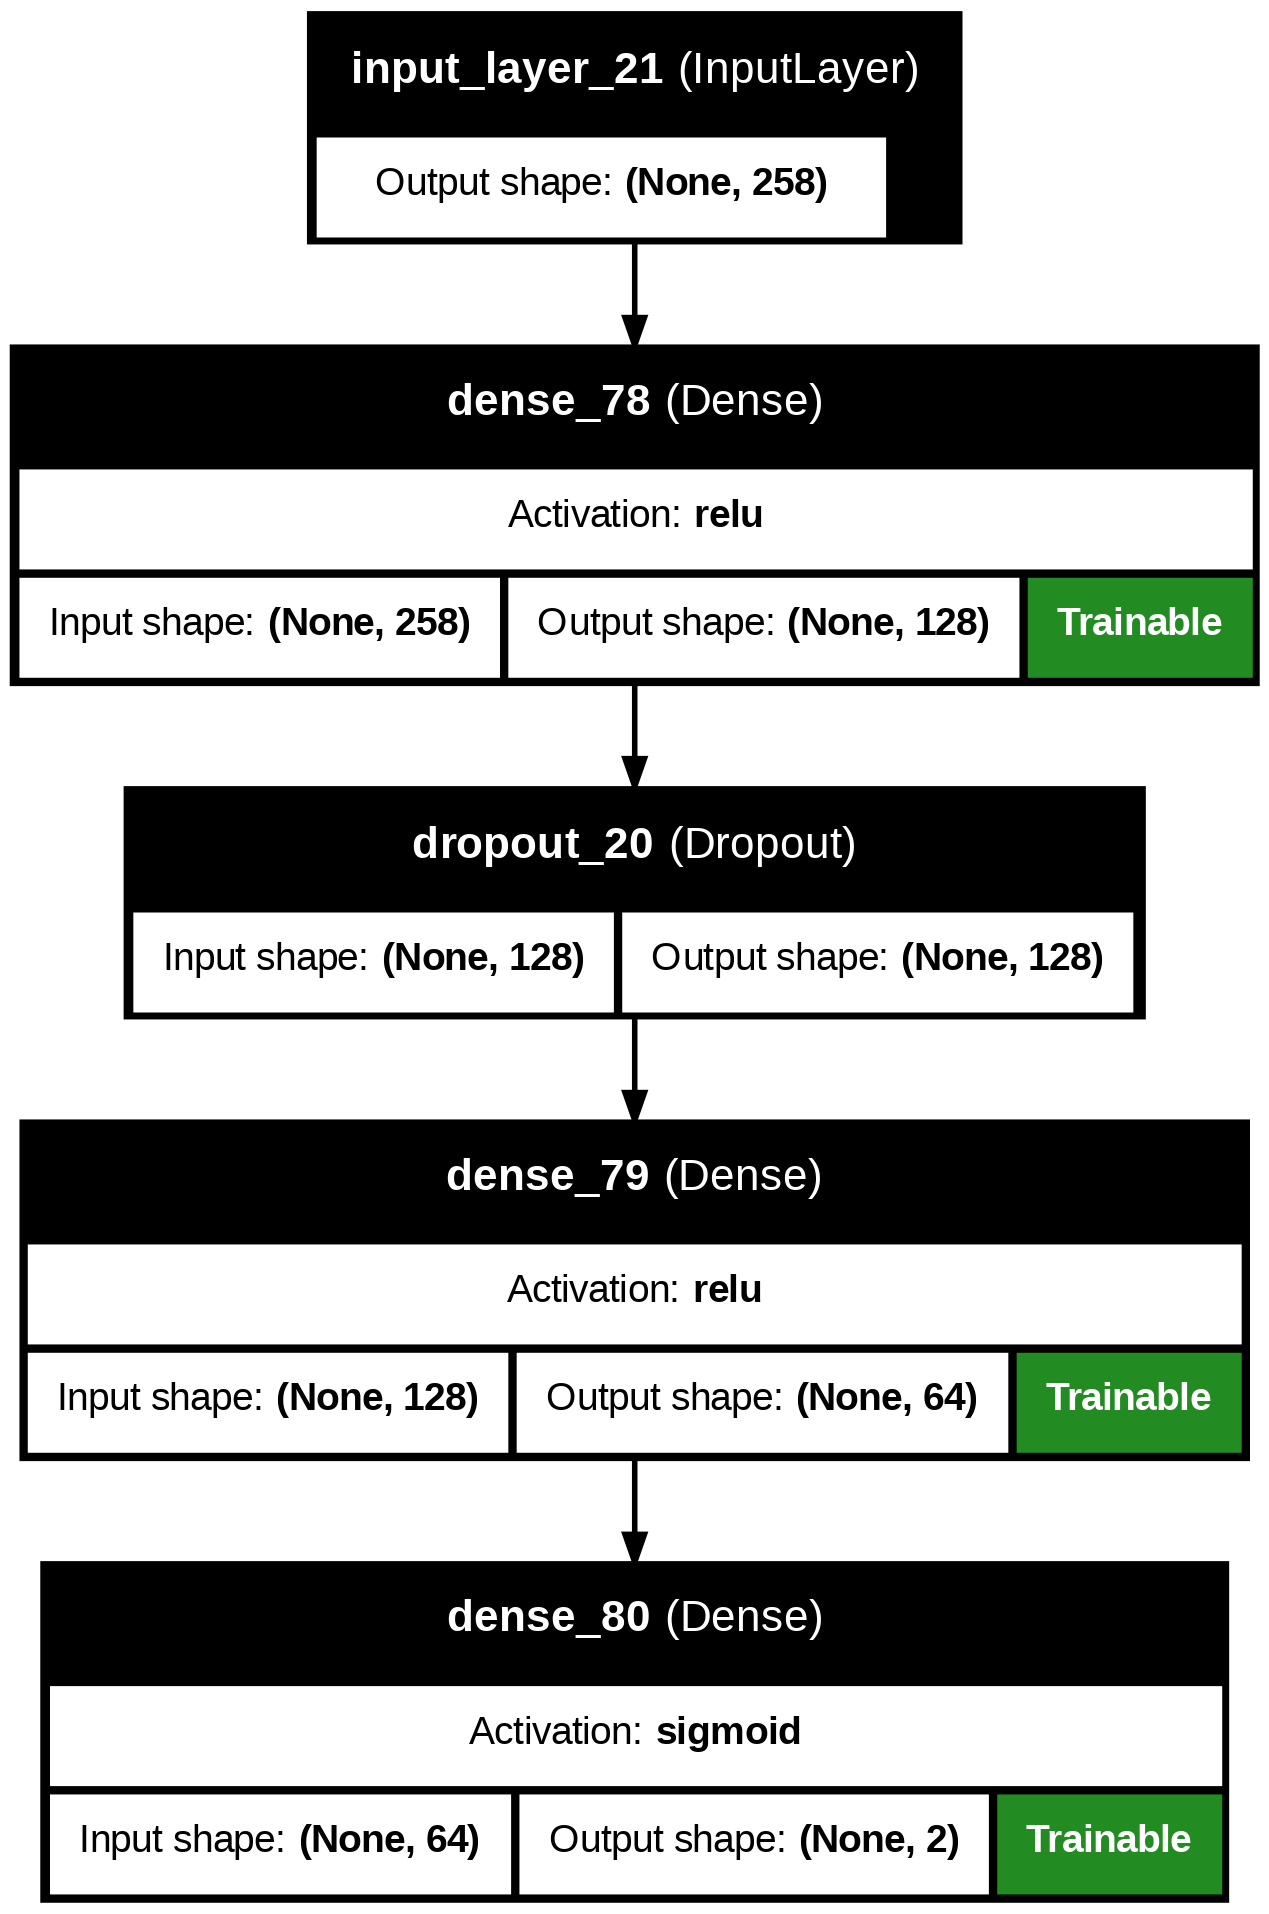 input_layer_21 (InputLayer)
Output shape: (None, 258)
dense_78 (Dense)
Activation: relu
Input shape: (None, 258) Output shape: (None, 128) Trainable
dropout_20 (Dropout)
Input shape: (None, 128) Output shape: (None, 128)
dense_79 (Dense)
Activation: relu
Input shape: (None, 128) Output shape: (None, 64) Trainable
dense_80 (Dense)
Activation: sigmoid
Input shape: (None, 64) Output shape: (None, 2) Trainable